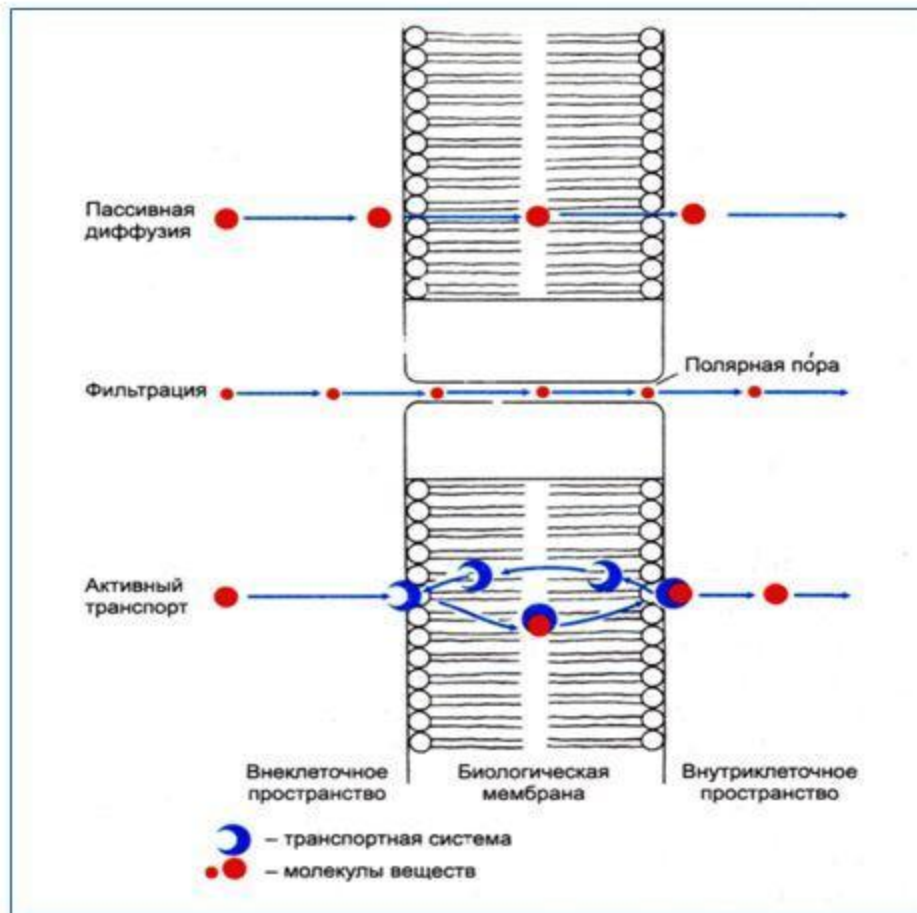 Пассивная
диффузия
Полярная по́ра
Фильтрация
Активный
транспорт
Внеклеточное
пространство
Биологическая
мембрана
Внутриклеточное
пространство
– транспортная система
– молекулы веществ